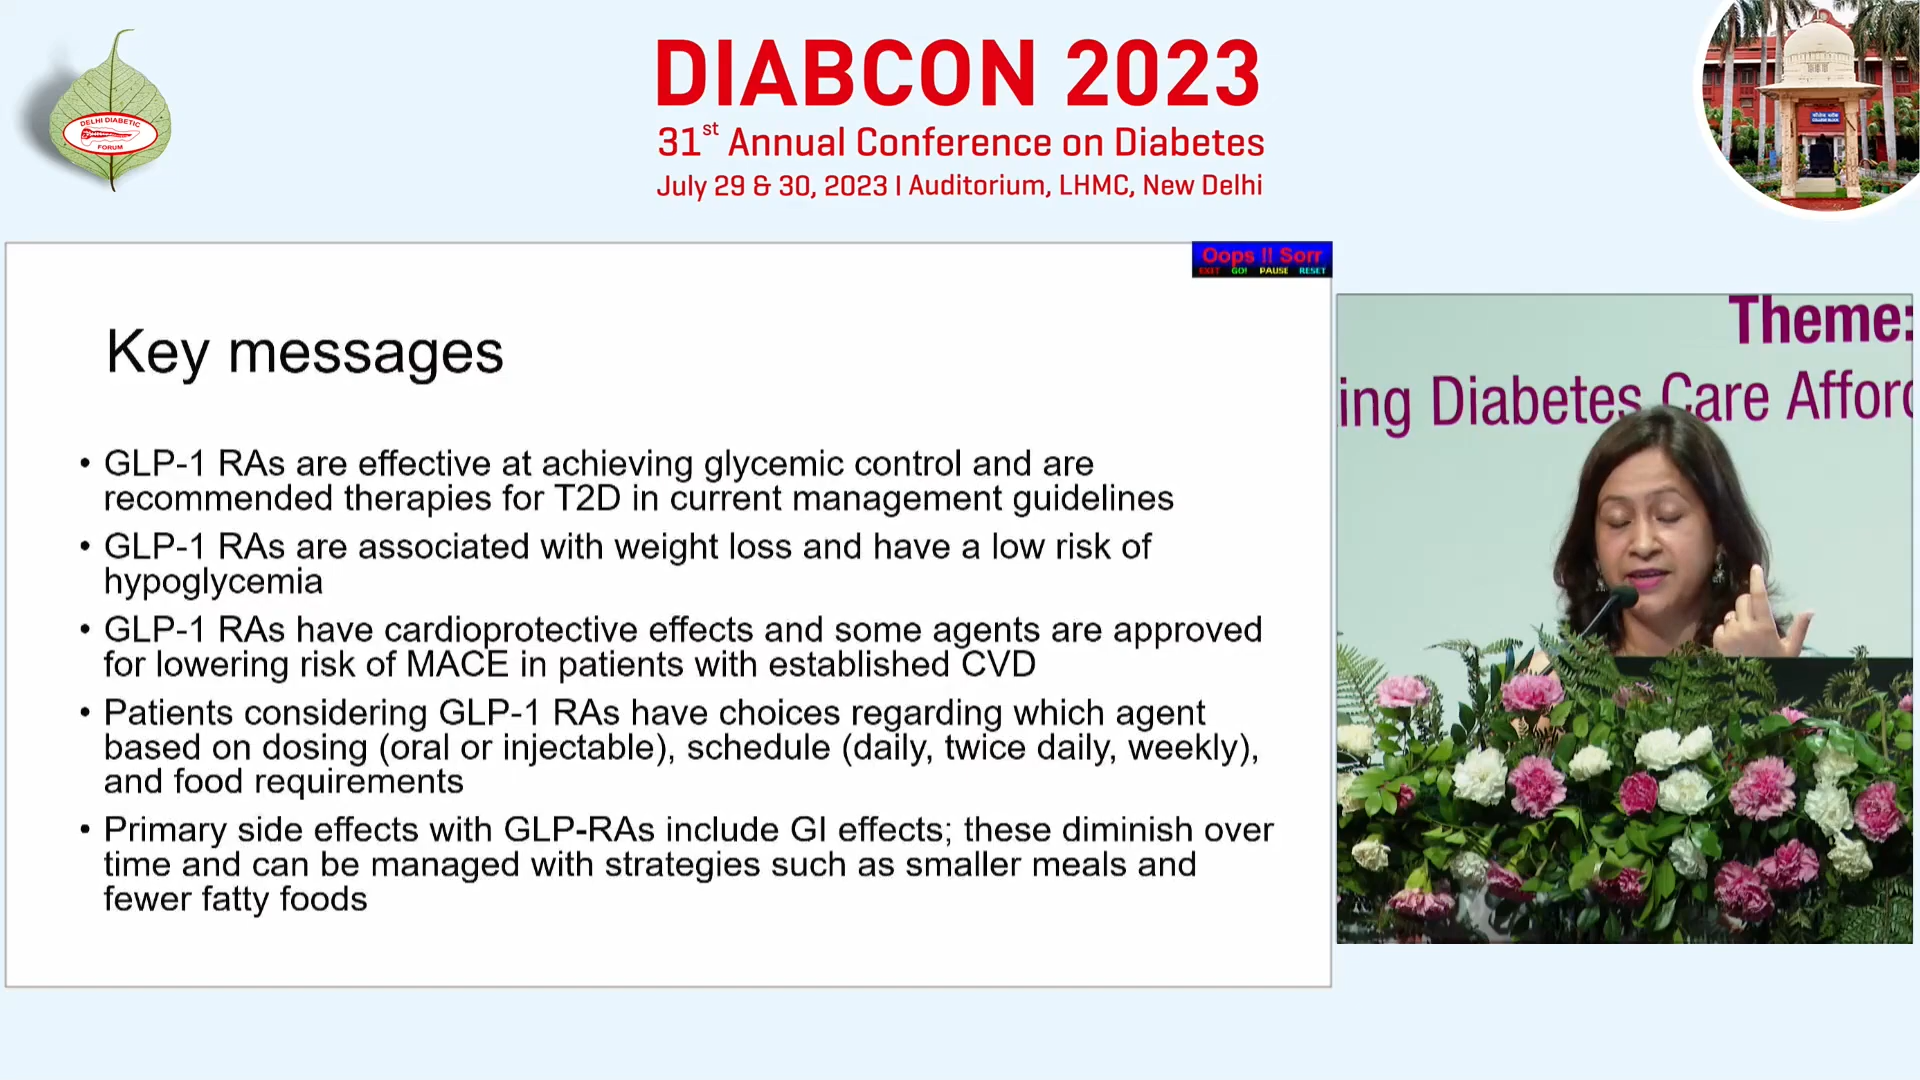 DELHI DIABETIC
FORUM
DIABCON 2023
31st Annual Conference on Diabetes
July 29 & 30, 2023 | Auditorium, LHMC, New Delhi
Oops !! Sorr
EXIT GO! PAUSE RESET
Key messages
• GLP-1 RAs are effective at achieving glycemic control and are
recommended therapies for T2D in current management guidelines
• GLP-1 RAs are associated with weight loss and have a low risk of
hypoglycemia
• GLP-1 RAs have cardioprotective effects and some agents are approved
for lowering risk of MACE in patients with established CVD
• Patients considering GLP-1 RAs have choices regarding which agent
based on dosing (oral or injectable), schedule (daily, twice daily, weekly),
and food requirements
• Primary side effects with GLP-RAs include GI effects; these diminish over
time and can be managed with strategies such as smaller meals and
fewer fatty foods
Theme:
ing Diabetes Care Afford